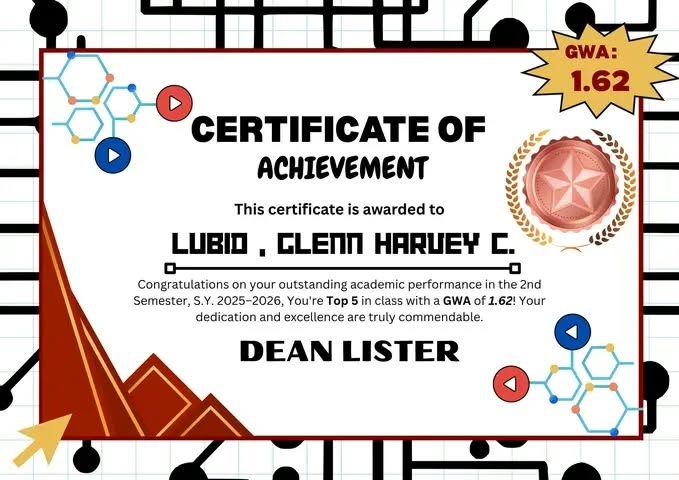 GWA:
1.62
CERTIFICATE OF
ACHIEVEMENT
This certificate is awarded to
LUBID , GLENN HARVEY C.
Congratulations on your outstanding academic performance in the 2nd
Semester, S.Y. 2025–2026, You're Top 5 in class with a GWA of 1.62! Your
dedication and excellence are truly commendable.
DEAN LISTER